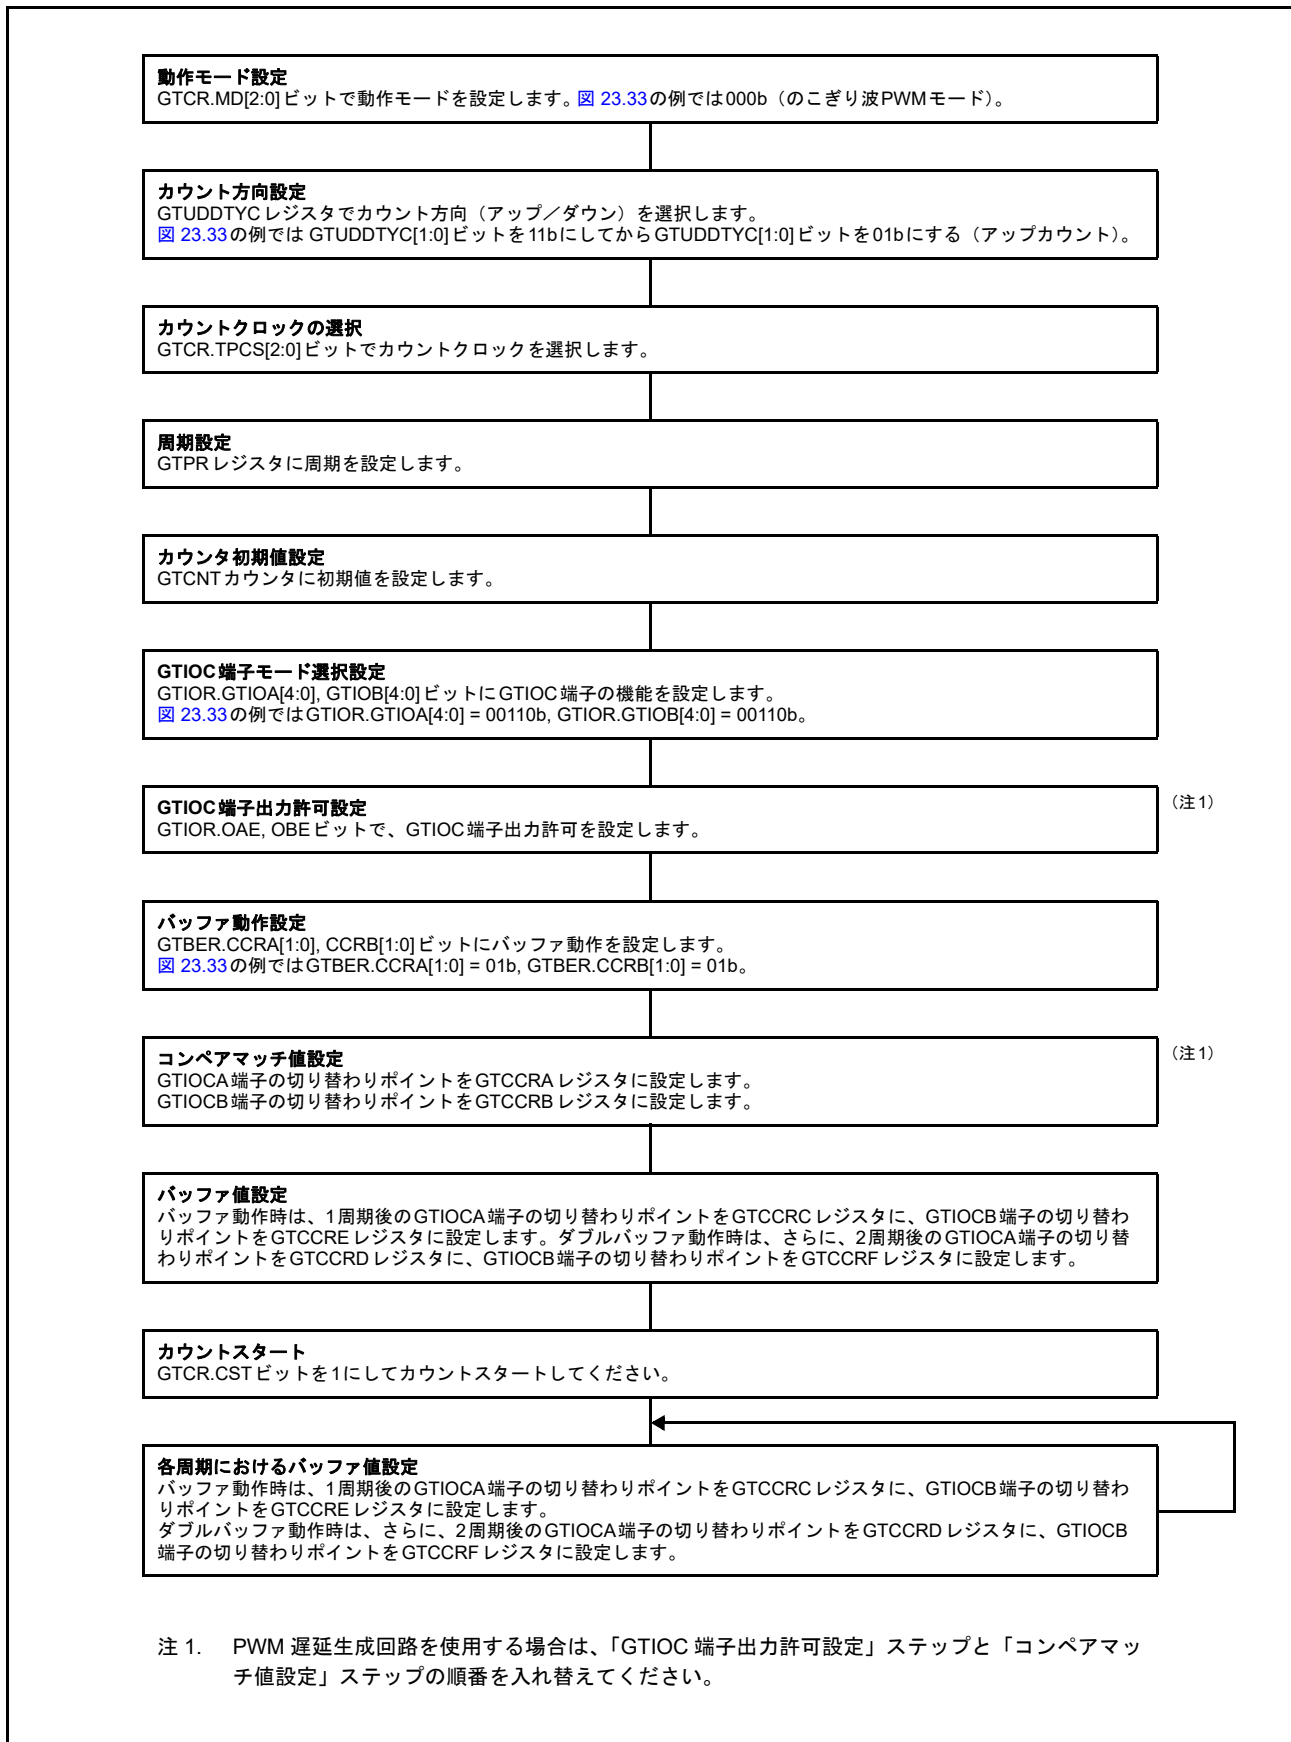 動作モード設定
GTCR.MD[2:0]ビットで動作モードを設定します。図 23.33の例では000b（のこぎり波PWMモード）。
カウント方向設定
GTUDDTYCレジスタでカウント方向（アップ／ダウン）を選択します。
図 23.33の例では GTUDDTYC[1:0]ビットを11bにしてからGTUDDTYC[1:0]ビットを01bにする（アップカウント）。
カウントクロックの選択
GTCR.TPCS[2:0]ビットでカウントクロックを選択します。
周期設定
GTPRレジスタに周期を設定します。
カウンタ初期値設定
GTCNTカウンタに初期値を設定します。
GTIOC端子モード選択設定
GTIOR.GTIOA[4:0], GTIOB[4:0]ビットにGTIOC端子の機能を設定します。
図 23.33の例ではGTIOR.GTIOA[4:0] = 00110b, GTIOR.GTIOB[4:0] = 00110b。
GTIOC端子出力許可設定
（注1）
GTIOR.OAE, OBEビットで、GTIOC端子出力許可を設定します。
バッファ動作設定
GTBER.CCRA[1:0], CCRB[1:0]ビットにバッファ動作を設定します。
図 23.33の例ではGTBER.CCRA[1:0] = 01b, GTBER.CCRB[1:0] = 01b。
コンペアマッチ値設定
（注1）
GTIOCA端子の切り替わりポイントをGTCCRAレジスタに設定します。
GTIOCB端子の切り替わりポイントをGTCCRBレジスタに設定します。
バッファ値設定
バッファ動作時は、1周期後のGTIOCA端子の切り替わりポイントをGTCCRCレジスタに、GTIOCB端子の切り替わ
りポイントをGTCCREレジスタに設定します。ダブルバッファ動作時は、さらに、2周期後のGTIOCA端子の切り替
わりポイントをGTCCRDレジスタに、GTIOCB端子の切り替わりポイントをGTCCRFレジスタに設定します。
カウントスタート
GTCR.CSTビットを1にしてカウントスタートしてください。
各周期におけるバッファ値設定
バッファ動作時は、1周期後のGTIOCA端子の切り替わりポイントをGTCCRCレジスタに、GTIOCB端子の切り替わ
りポイントをGTCCREレジスタに設定します。
ダブルバッファ動作時は、さらに、2周期後のGTIOCA端子の切り替わりポイントをGTCCRDレジスタに、GTIOCB
端子の切り替わりポイントをGTCCRFレジスタに設定します。
注 1. PWM 遅延生成回路を使用する場合は、「GTIOC 端子出力許可設定」ステップと「コンペアマッ
チ値設定」ステップの順番を入れ替えてください。